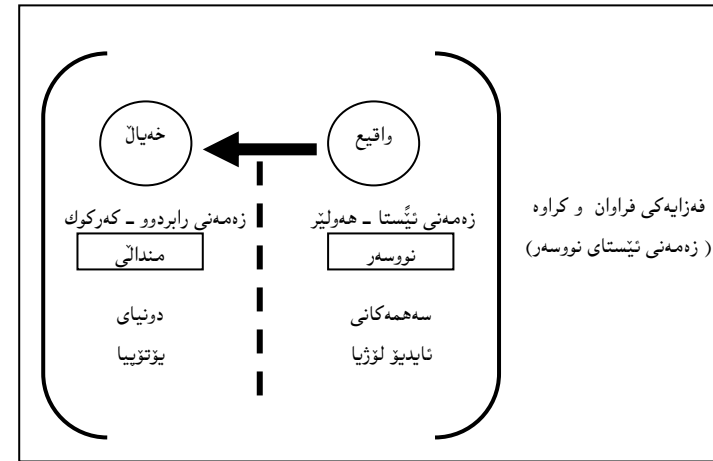 فەزایەکی فراوان و کراوە
( زەمەنی ئێستای نووسەر)
واقیع
زەمەنی ئێستا ـ هەولێر
نووسەر
سەهمەکانی
ئایدیۆ لۆژیا
خەیاڵ
زەمەنی رابردوو ـ کەرکوك
منداڵی
دونیای
یۆتۆپیا